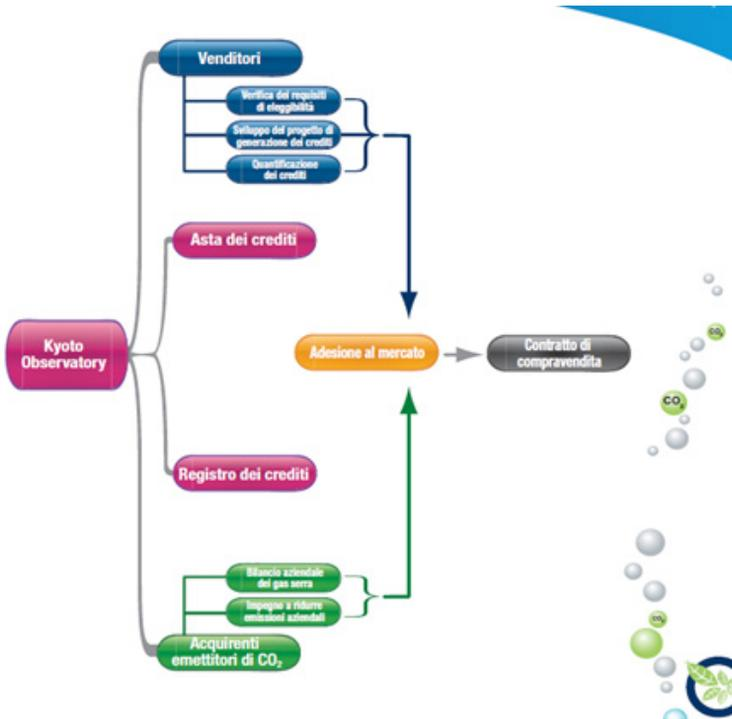 Venditori
Verifica dei requisiti
di eleggibilità
Sviluppo del progetto di
generazione dei crediti
Quantificazione
dei crediti
Asta dei crediti
Kyoto
Observatory
Adesione al mercato
Contratto di
compravendita
Registro dei crediti
Bilancio aziendale
dei gas serra
Impegno a ridurre
emissioni aziendali
Acquirenti
emettitori di CO₂
CO₂
CO₂
CO₂